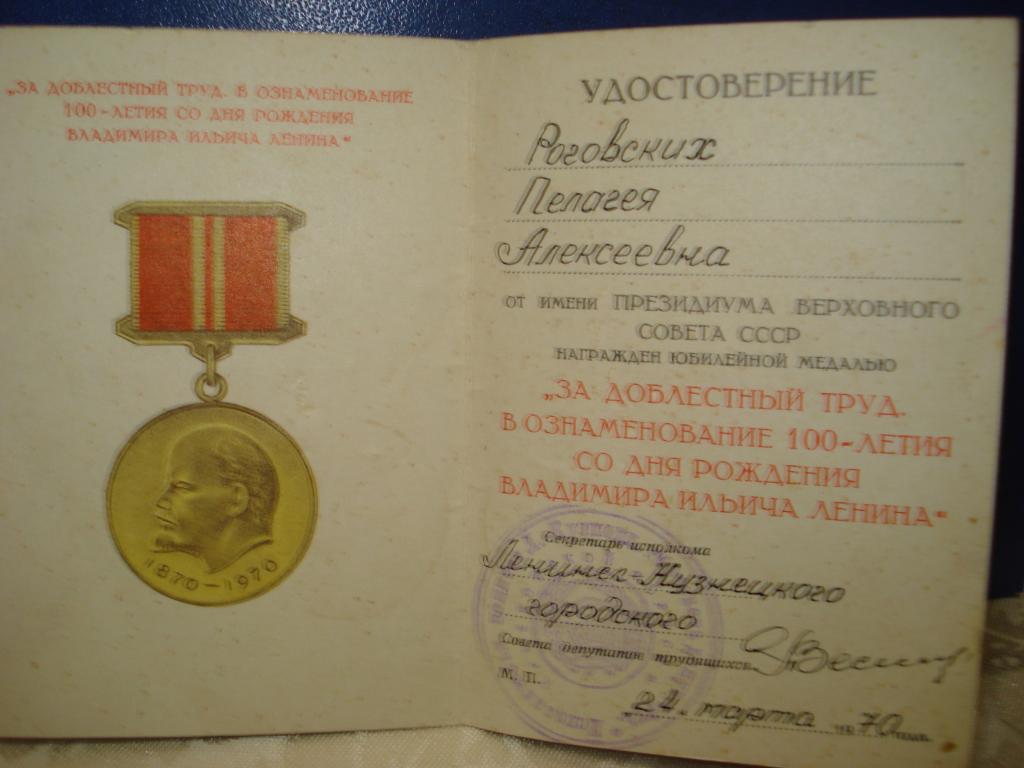 „ЗА ДОБЛЕСТНЫЙ ТРУД. В ОЗНАМЕНОВАНИЕ
100-ЛЕТИЯ СО ДНЯ РОЖДЕНИЯ
ВЛАДИМИРА ИЛЬИЧА ЛЕНИНА“
1870-1970
УДОСТОВЕРЕНИЕ
Роговских
Пелагея
Алексеевна
ОТ ИМЕНИ ПРЕЗИДИУМА ВЕРХОВНОГО
СОВЕТА СССР
НАГРАЖДЕН ЮБИЛЕЙНОЙ МЕДАЛЬЮ
„ЗА ДОБЛЕСТНЫЙ ТРУД.
В ОЗНАМЕНОВАНИЕ 100-ЛЕТИЯ
СО ДНЯ РОЖДЕНИЯ
ВЛАДИМИРА ИЛЬИЧА ЛЕНИНА“
Секретарь исполкома
Ленинск-Кузнецкого
городского
Совета депутатов трудящихся
М. П.
марта 1970 года